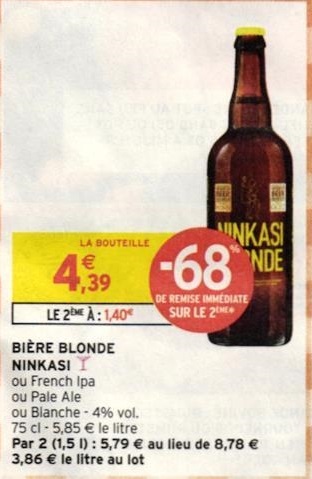 NINKASI
NDE
LA BOUTEILLE
4€,39
-68%
DE REMISE IMMÉDIATE
SUR LE 2ÈME
LE 2ÈME À : 1,40€
BIÈRE BLONDE
NINKASI
ou French Ipa
ou Pale Ale
ou Blanche - 4% vol.
75 cl - 5,85 € le litre
Par 2 (1,5 l) : 5,79 € au lieu de 8,78 €
3,86 € le litre au lot